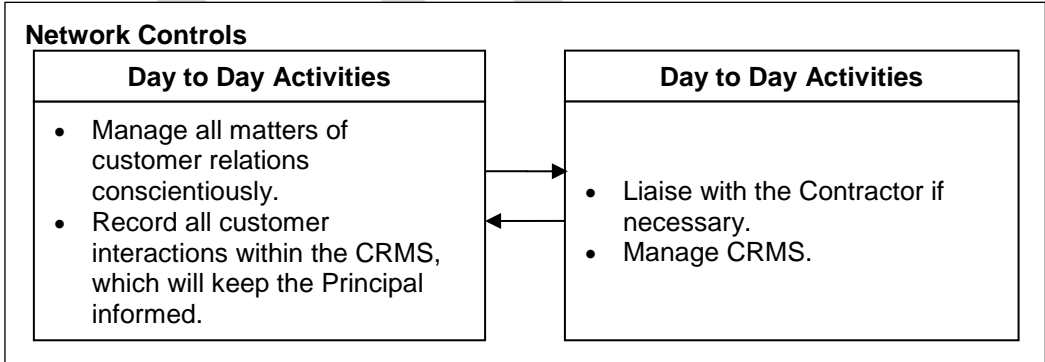 Network Controls
Day to Day Activities
• Manage all matters of
customer relations
conscientiously.
• Record all customer
interactions within the CRMS,
which will keep the Principal
informed.
Day to Day Activities
• Liaise with the Contractor if
necessary.
• Manage CRMS.